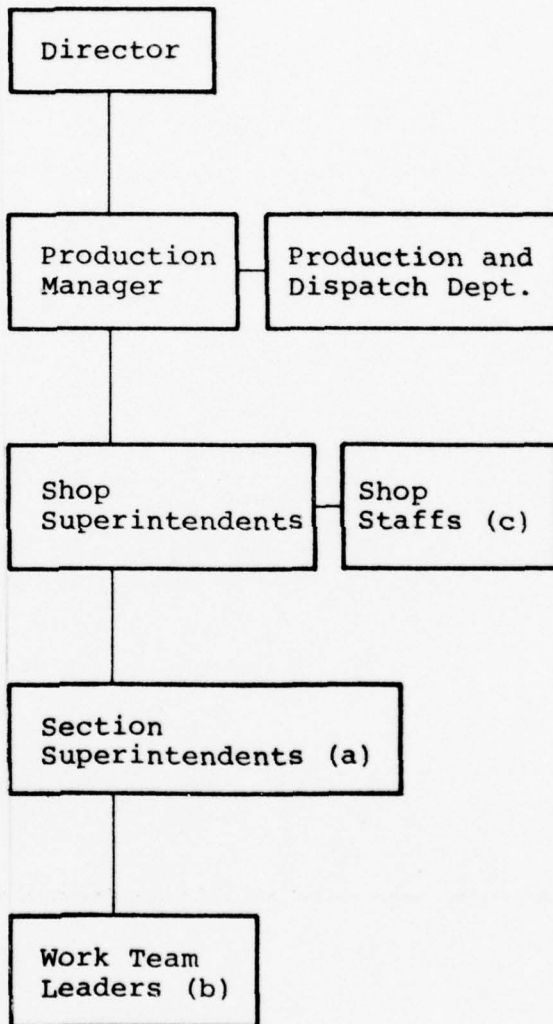 Director
Production
Manager
Production and
Dispatch Dept.
Shop
Superintendents
Shop
Staffs (c)
Section
Superintendents (a)
Work Team
Leaders (b)